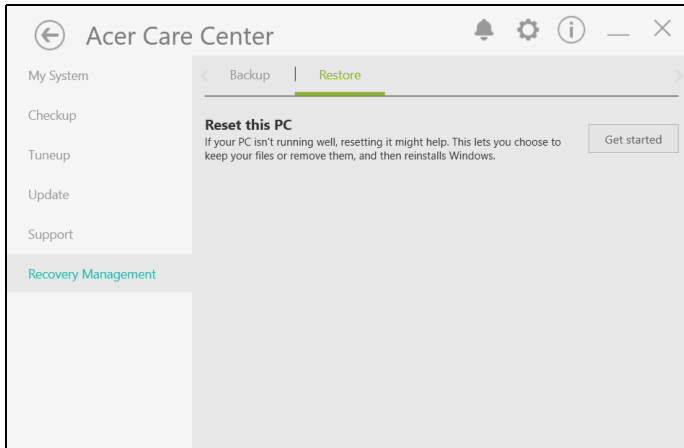 Acer Care Center
My System
Checkup
Tuneup
Update
Support
Recovery Management
Backup | Restore
Reset this PC
If your PC isn't running well, resetting it might help. This lets you choose to
keep your files or remove them, and then reinstalls Windows.
Get started